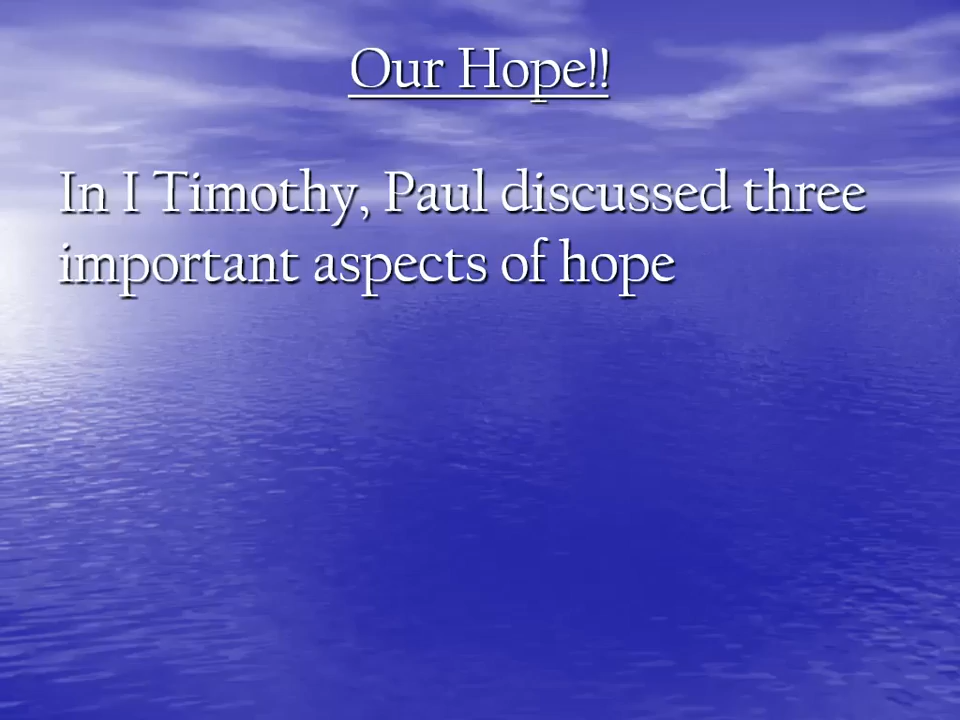 Our Hope!!
In I Timothy, Paul discussed three
important aspects of hope